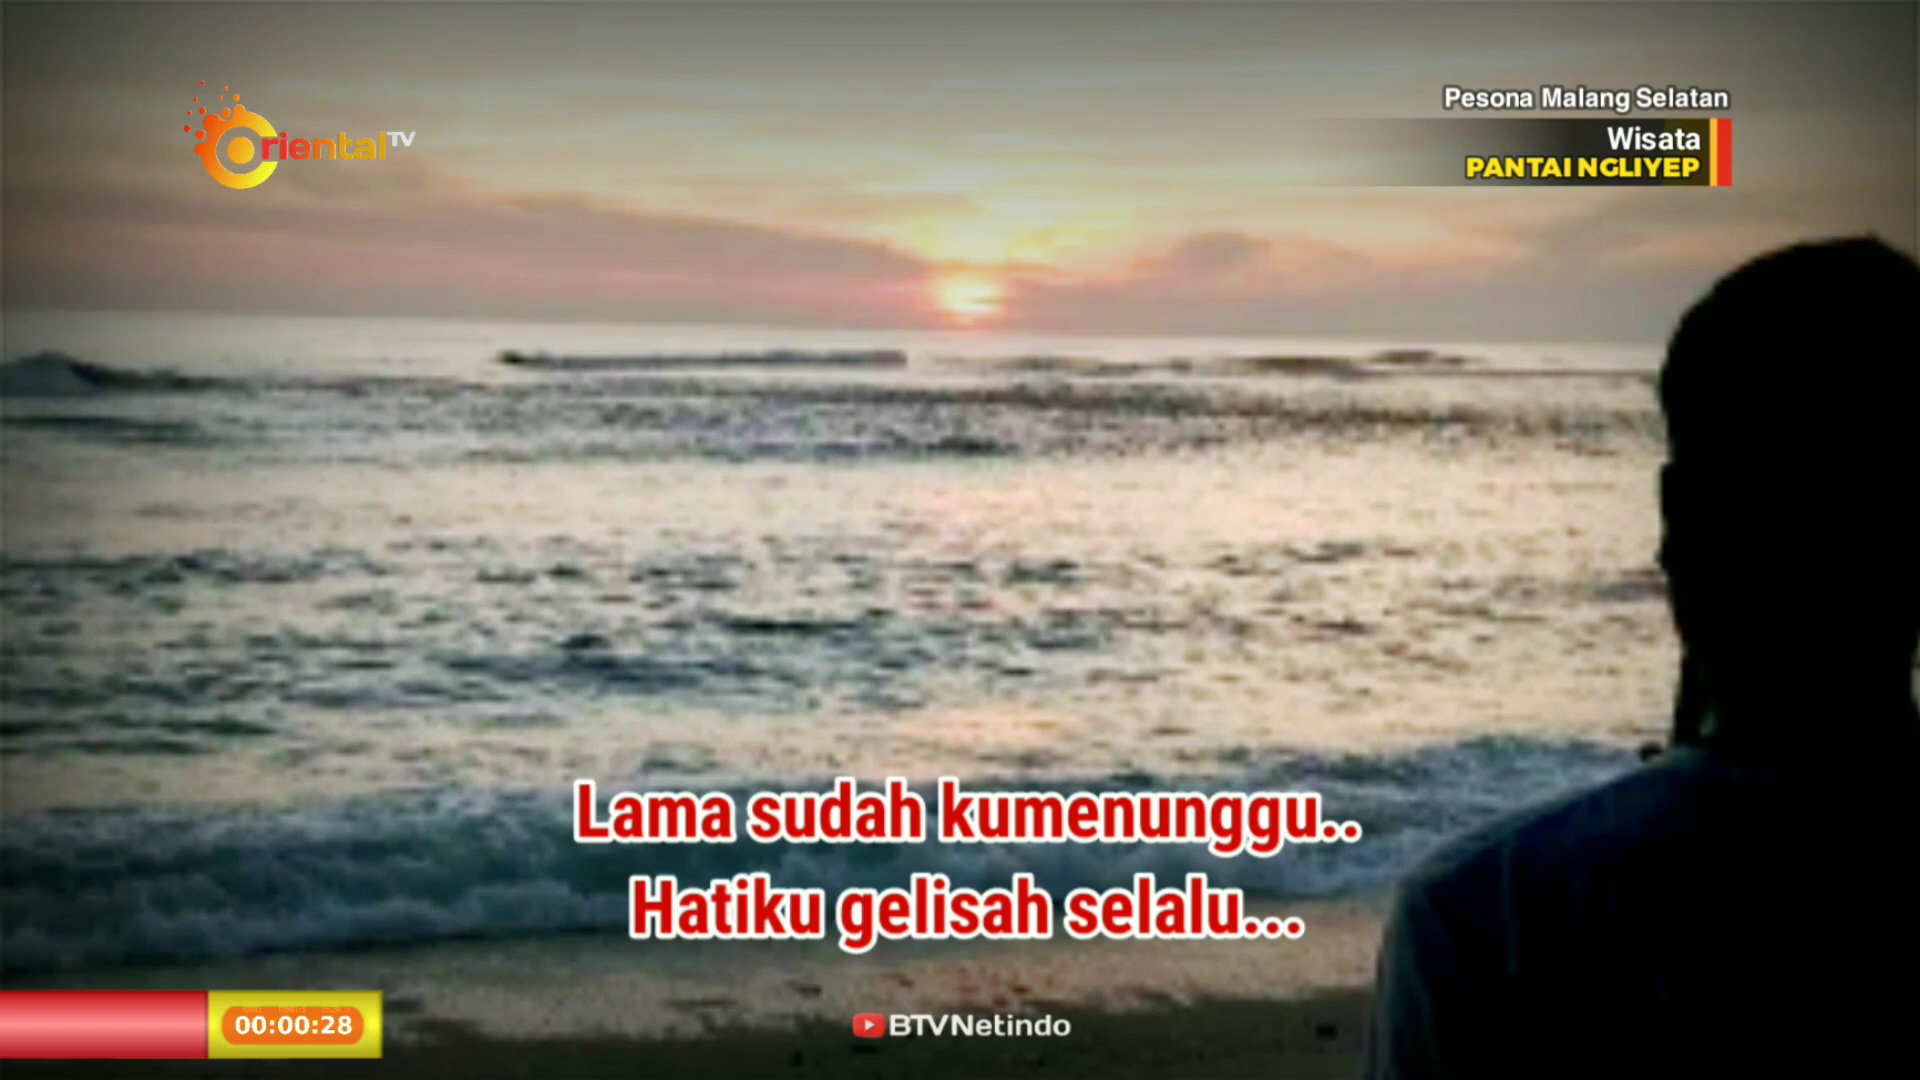 OrientalTV
Pesona Malang Selatan
Wisata
PANTAI NGLIYEP
Lama sudah kumenunggu..
Hatiku gelisah selalu...
00:00:28
BTVNetindo